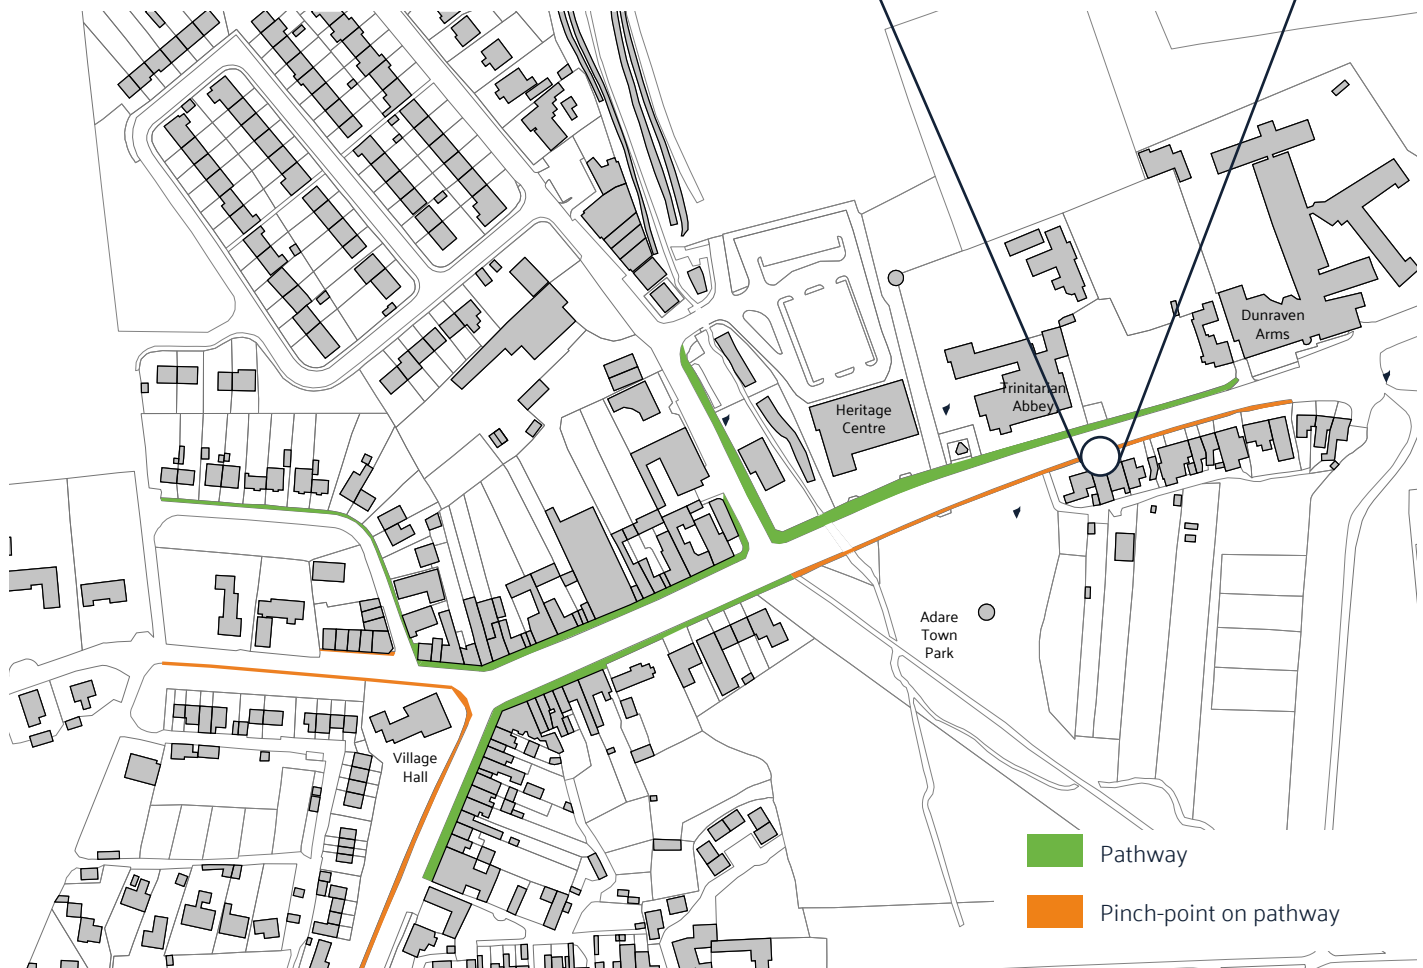 Dunraven
Arms
Trinitarian
Abbey
Heritage
Centre
Adare
Town
Park
Village
Hall
Pathway
Pinch-point on pathway